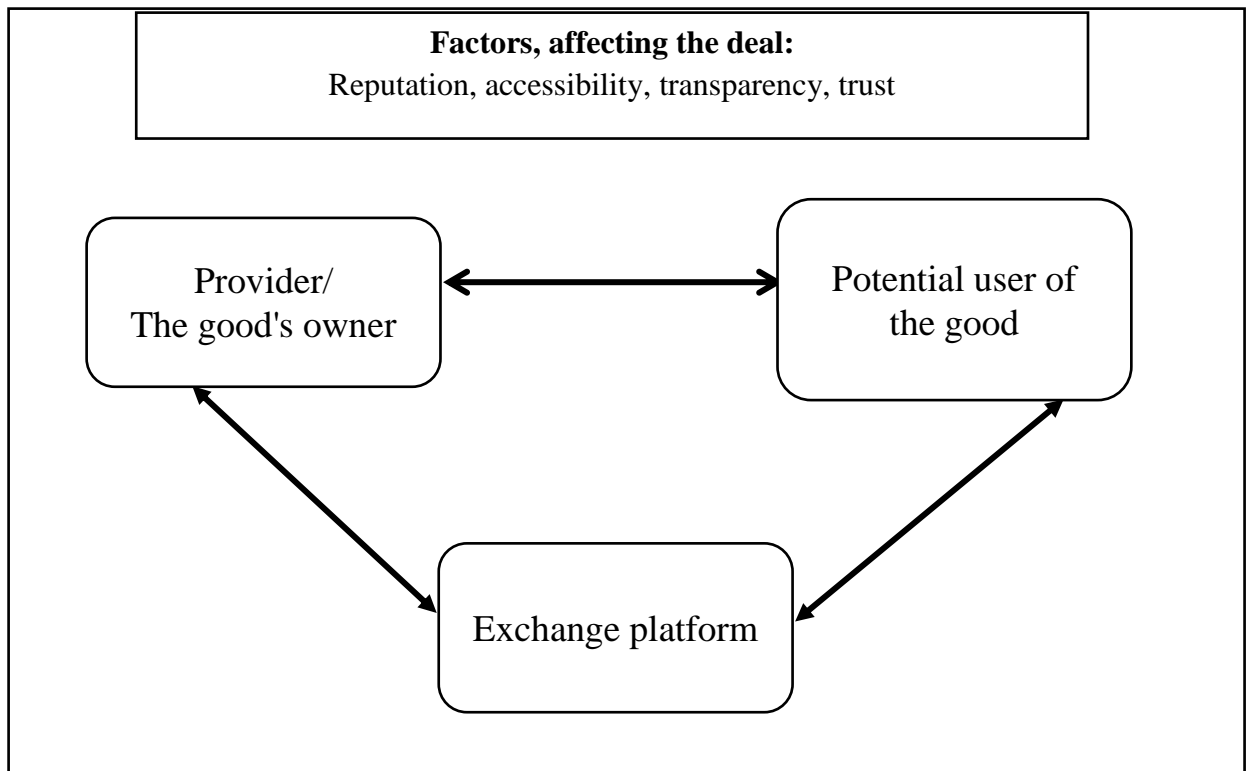 Factors, affecting the deal:
Reputation, accessibility, transparency, trust
Provider/
The good's owner
Potential user of
the good
Exchange platform